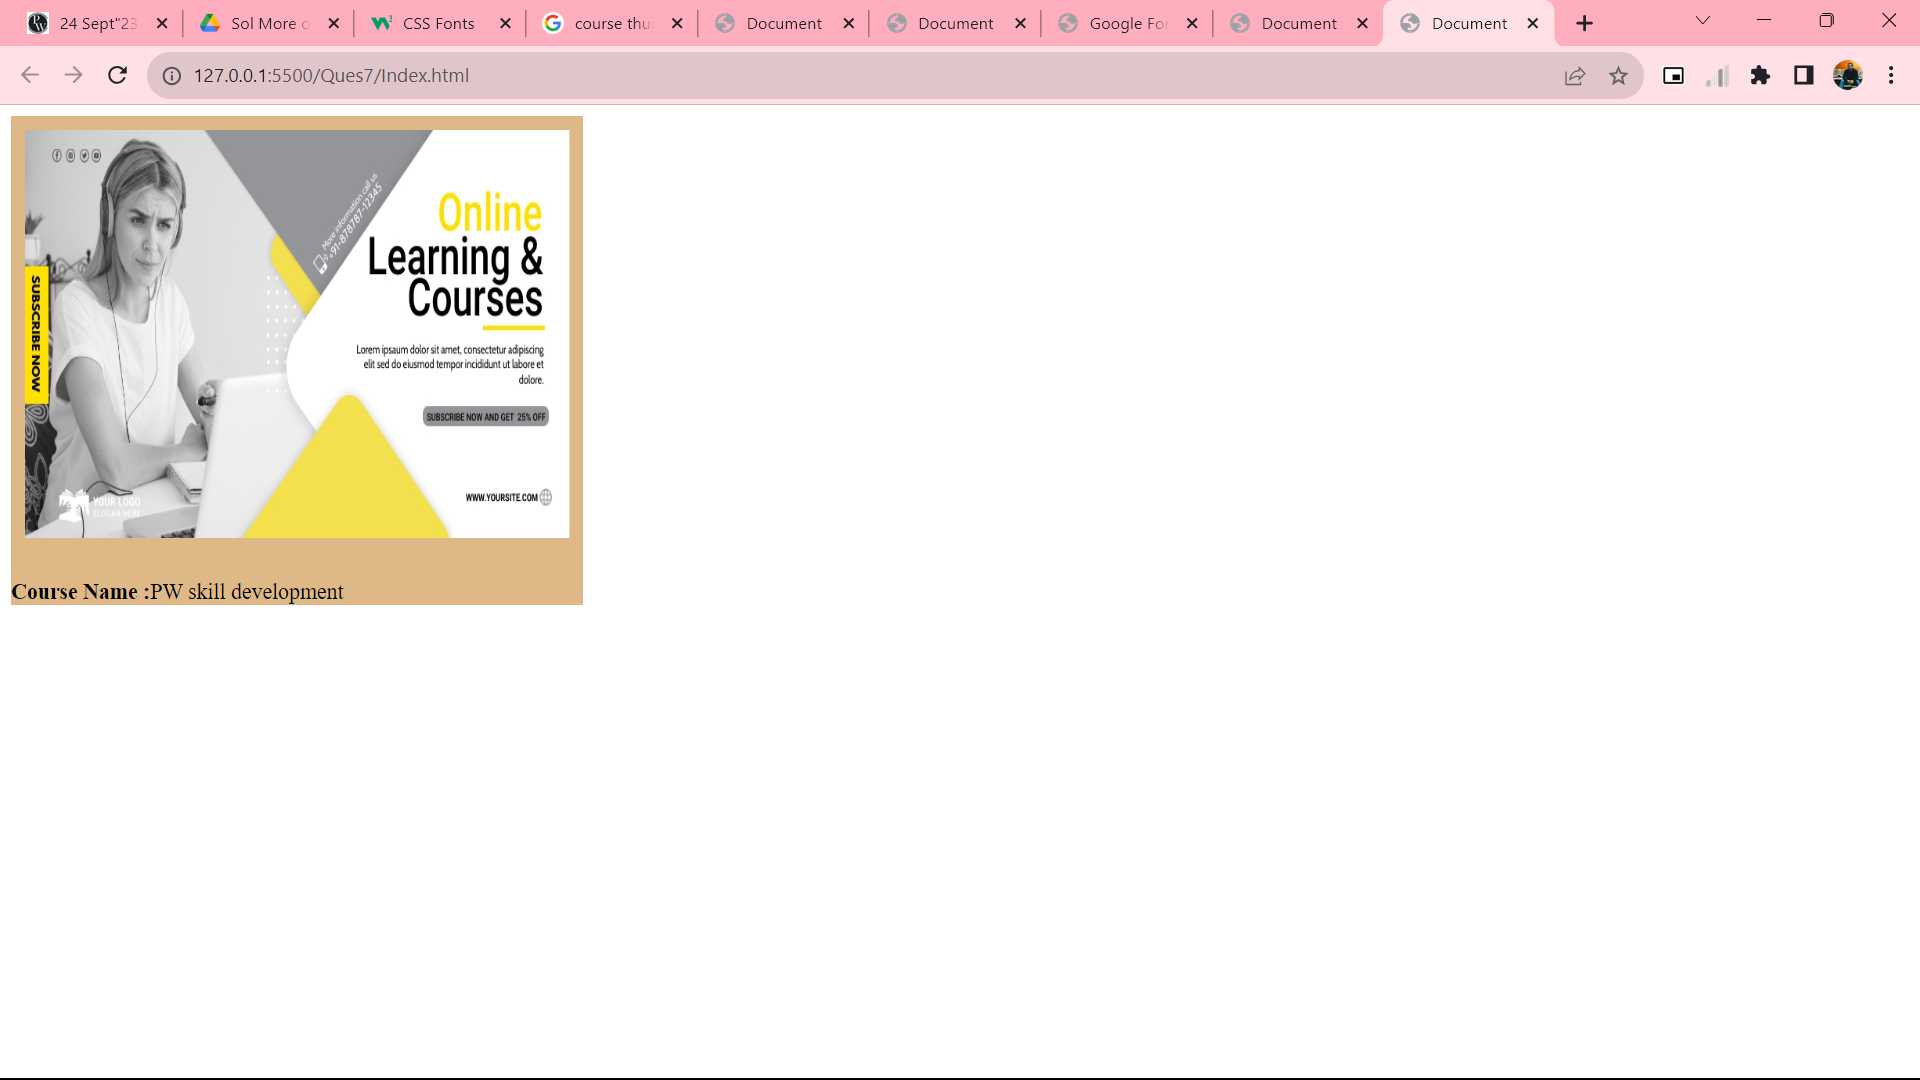 24 Sept"23
Sol More o
CSS Fonts
course thu
Document
Document
Google For
Document
Document
127.0.0.1:5500/Ques7/Index.html
More information call us
+91-878787-12345
Online
Learning &
Courses
SUBSCRIBE NOW
Lorem ipsaum dolor sit amet, consectetur adipiscing
elit sed do eiusmod tempor incididunt ut labore et
dolore.
SUBSCRIBE NOW AND GET 25% OFF
YOUR LOGO
SLOGAN HERE
WWW.YOURSITE.COM
Course Name :PW skill development